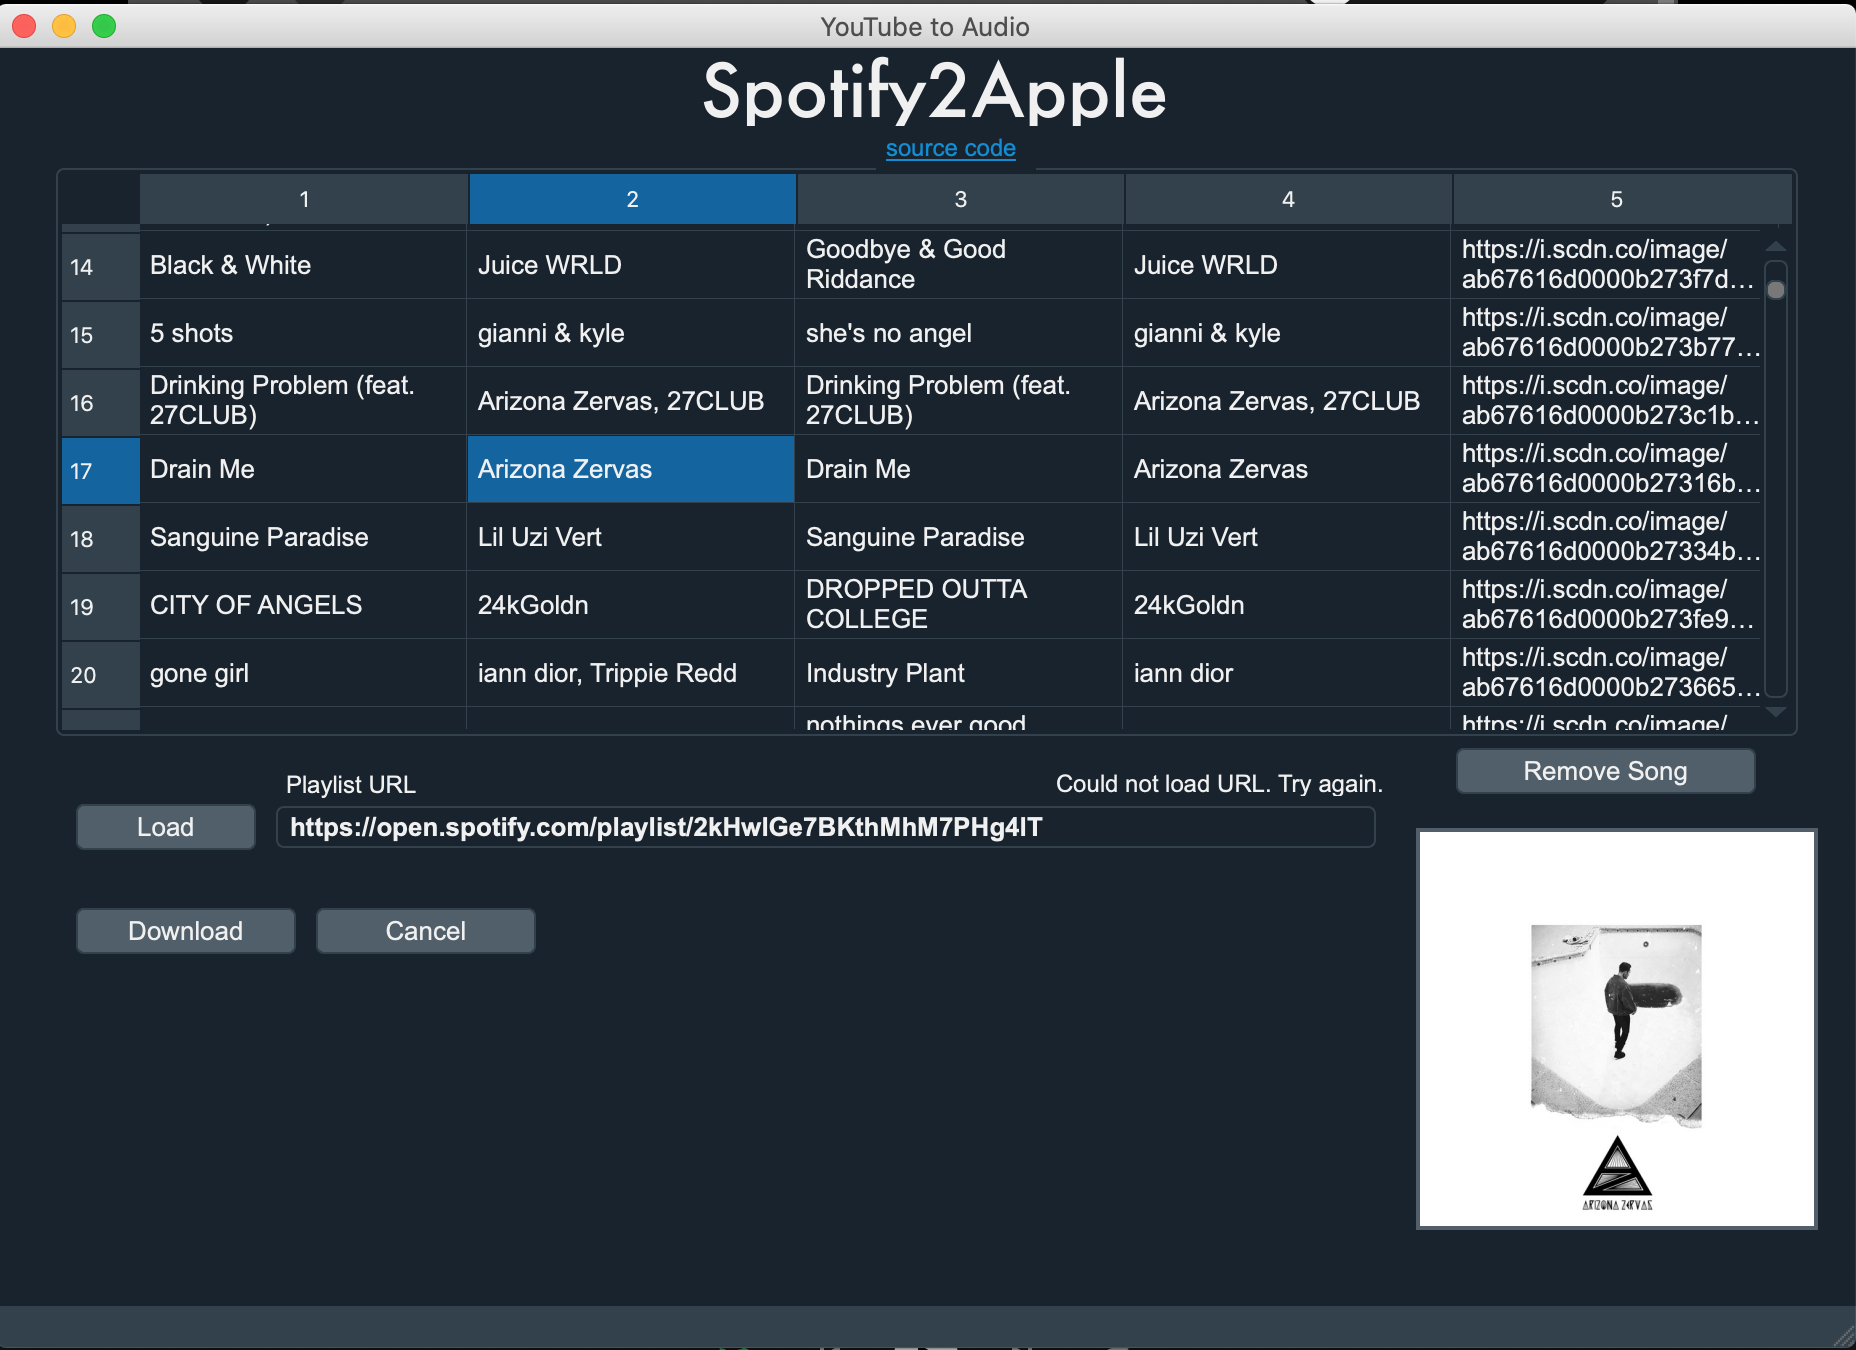 YouTube to Audio
Spotify2Apple
source code
1 2 3 4 5
14 Black & White Juice WRLD Goodbye & Good Riddance Juice WRLD https://i.scdn.co/image/ab67616d0000b273f7d…
15 5 shots gianni & kyle she's no angel gianni & kyle https://i.scdn.co/image/ab67616d0000b273b77…
16 Drinking Problem (feat. 27CLUB) Arizona Zervas, 27CLUB Drinking Problem (feat. 27CLUB) Arizona Zervas, 27CLUB https://i.scdn.co/image/ab67616d0000b273c1b…
17 Drain Me Arizona Zervas Drain Me Arizona Zervas https://i.scdn.co/image/ab67616d0000b27316b…
18 Sanguine Paradise Lil Uzi Vert Sanguine Paradise Lil Uzi Vert https://i.scdn.co/image/ab67616d0000b27334b…
19 CITY OF ANGELS 24kGoldn DROPPED OUTTA COLLEGE 24kGoldn https://i.scdn.co/image/ab67616d0000b273fe9…
20 gone girl iann dior, Trippie Redd Industry Plant iann dior https://i.scdn.co/image/ab67616d0000b273665…
nothings ever good https://i.scdn.co/image/
Remove Song
Playlist URL Could not load URL. Try again.
Load https://open.spotify.com/playlist/2kHwlGe7BKthMhM7PHg4IT
Download Cancel
ARIZONA ZERVAS